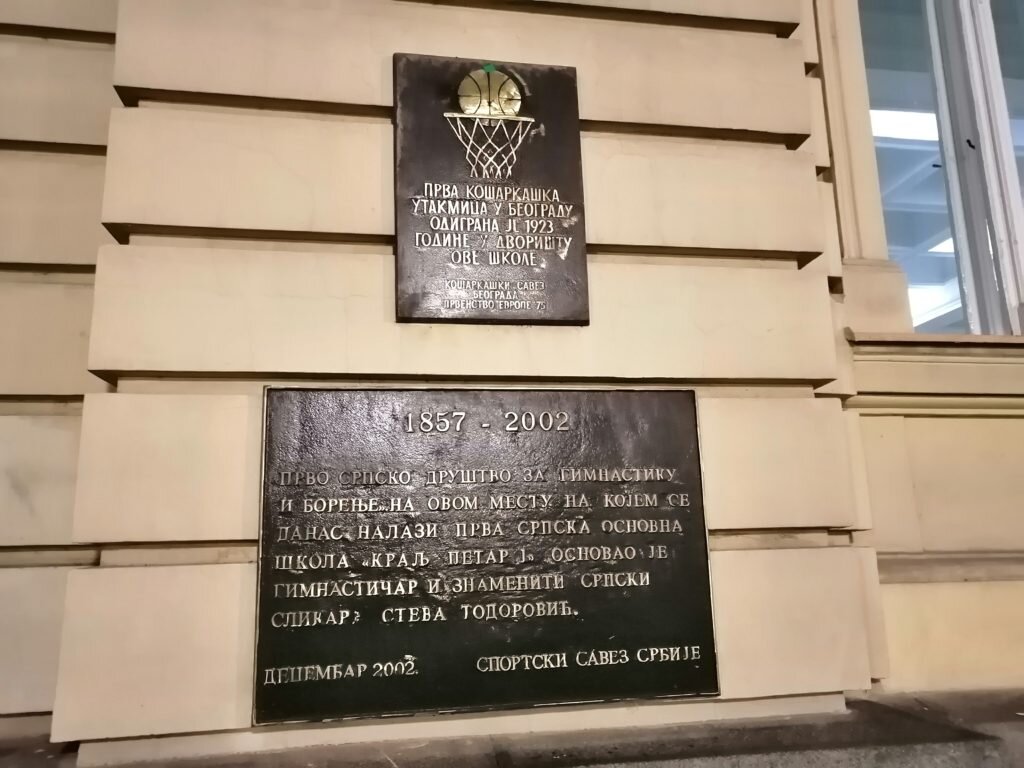 ПРВА КОШАРКАШКА
УТАКМИЦА У БЕОГРАДУ
ОДИГРАНА ЈЕ 1923
ГОДИНЕ У ДВОРИШТУ
ОВЕ ШКОЛЕ
КОШАРКАШКИ САВЕЗ
БЕОГРАДА
ПРВЕНСТВО ЕВРОПЕ '75
1857 - 2002
ПРВО СРПСКО ДРУШТВО ЗА ГИМНАСТИКУ
И БОРЕЊЕ, НА ОВОМ МЕСТУ НА КОЈЕМ СЕ
ДАНАС НАЛАЗИ ПРВА СРПСКА ОСНОВНА
ШКОЛА „КРАЉ ПЕТАР I„ ОСНОВАО ЈЕ
ГИМНАСТИЧАР И ЗНАМЕНИТИ СРПСКИ
СЛИКАР, СТЕВА ТОДОРОВИЋ.
ДЕЦЕМБАР 2002. СПОРТСКИ САВЕЗ СРБИЈЕ